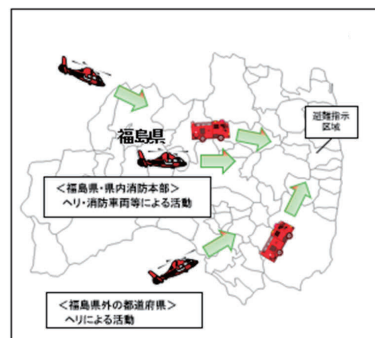 福島県
避難指示
区域
<福島県・県内消防本部>
ヘリ・消防車両等による活動
<福島県外の都道府県>
ヘリによる活動